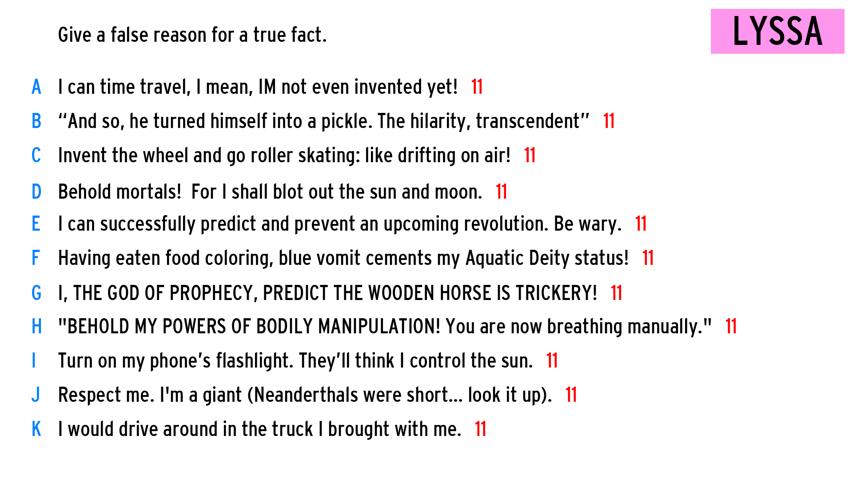 LYSSA
Give a false reason for a true fact.
A I can time travel, I mean, IM not even invented yet! 11
B “And so, he turned himself into a pickle. The hilarity, transcendent” 11
C Invent the wheel and go roller skating: like drifting on air! 11
D Behold mortals!  For I shall blot out the sun and moon. 11
E I can successfully predict and prevent an upcoming revolution. Be wary. 11
F Having eaten food coloring, blue vomit cements my Aquatic Deity status! 11
G I, THE GOD OF PROPHECY, PREDICT THE WOODEN HORSE IS TRICKERY! 11
H "BEHOLD MY POWERS OF BODILY MANIPULATION! You are now breathing manually." 11
I Turn on my phone’s flashlight. They’ll think I control the sun. 11
J Respect me. I'm a giant (Neanderthals were short... look it up). 11
K I would drive around in the truck I brought with me. 11